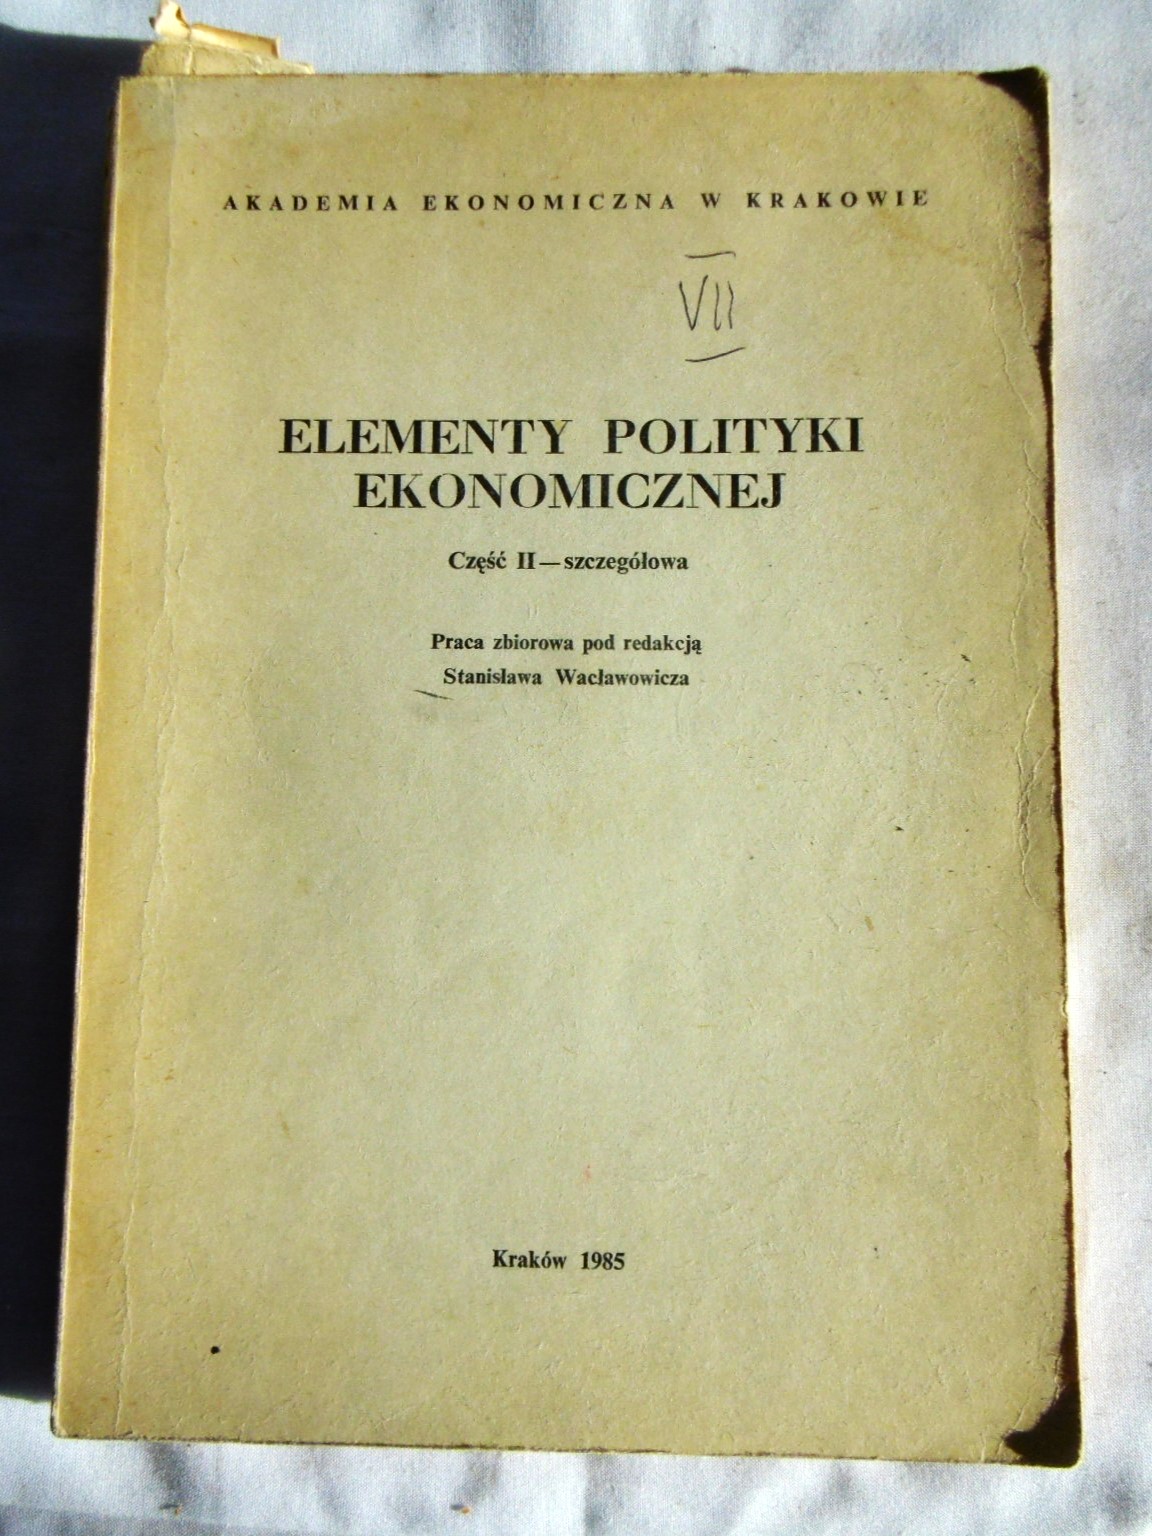 AKADEMIA EKONOMICZNA W KRAKOWIE
VII
ELEMENTY POLITYKI
EKONOMICZNEJ
Część II — szczegółowa
Praca zbiorowa pod redakcją
Stanisława Wacławowicza
Kraków 1985